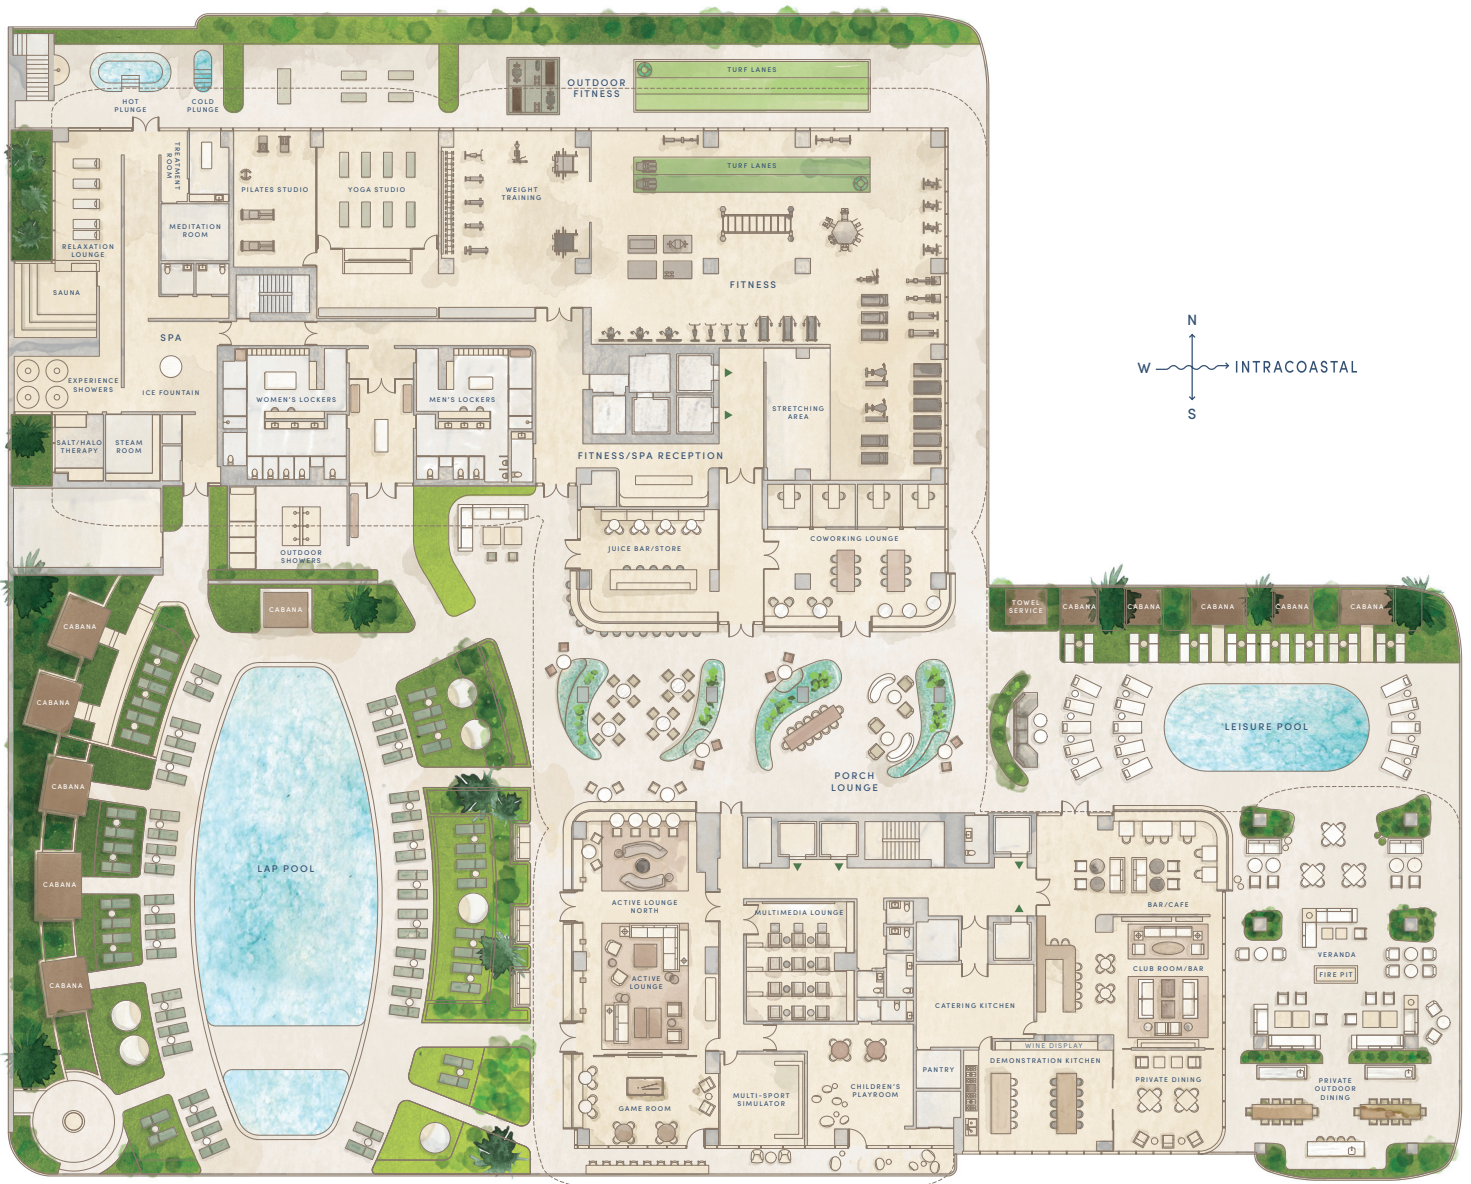 HOT
PLUNGE
COLD
PLUNGE
OUTDOOR
FITNESS
TURF LANES
TREATMENT
ROOM
PILATES STUDIO
YOGA STUDIO
WEIGHT
TRAINING
TURF LANES
MEDITATION
ROOM
RELAXATION
LOUNGE
SAUNA
FITNESS
SPA
EXPERIENCE
SHOWERS
ICE FOUNTAIN
WOMEN'S LOCKERS
MEN'S LOCKERS
STRETCHING
AREA
SALT/HALO
THERAPY
STEAM
ROOM
FITNESS/SPA RECEPTION
N
W
INTRACOASTAL
S
OUTDOOR
SHOWERS
JUICE BAR/STORE
COWORKING LOUNGE
CABANA
CABANA
TOWEL
SERVICE
CABANA
CABANA
CABANA
CABANA
CABANA
CABANA
LEISURE POOL
PORCH
LOUNGE
CABANA
LAP POOL
CABANA
CABANA
ACTIVE LOUNGE
NORTH
MULTIMEDIA LOUNGE
BAR/CAFE
ACTIVE
LOUNGE
CLUB ROOM/BAR
VERANDA
FIRE PIT
CATERING KITCHEN
WINE DISPLAY
DEMONSTRATION KITCHEN
PANTRY
PRIVATE DINING
PRIVATE
OUTDOOR
DINING
GAME ROOM
MULTI-SPORT
SIMULATOR
CHILDREN'S
PLAYROOM